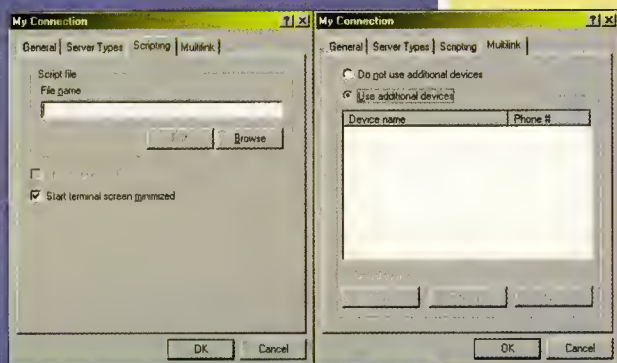 My Connection
General Server Types Scripting Multilink
Script file
File name
Browse
Start terminal screen minimized
OK Cancel
My Connection
General Server Types Scripting Multilink
Do not use additional devices
Use additional devices
Device name Phone #
OK Cancel